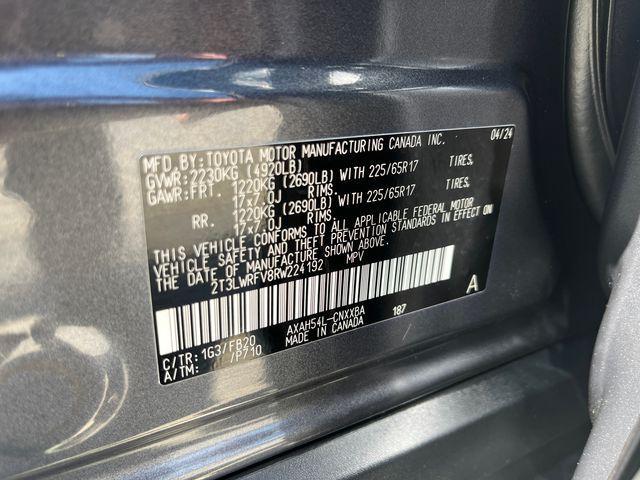 MFD. BY:TOYOTA MOTOR MANUFACTURING CANADA INC. 04/24
GVWR:2230KG (4920LB)
GAWR:FRT. 1220KG (2690LB) WITH 225/65R17 TIRES,
17x7.0J RIMS.
RR. 1220KG (2690LB) WITH 225/65R17 TIRES,
17x7.0J RIMS.
THIS VEHICLE CONFORMS TO ALL APPLICABLE FEDERAL MOTOR
VEHICLE SAFETY AND THEFT PREVENTION STANDARDS IN EFFECT ON
THE DATE OF MANUFACTURE SHOWN ABOVE.
2T3LWRFV8RW224192 MPV
A
C/TR: 1G3/FB20 AXAH54L-CNXXBA 187
A/TM: /P710 MADE IN CANADA